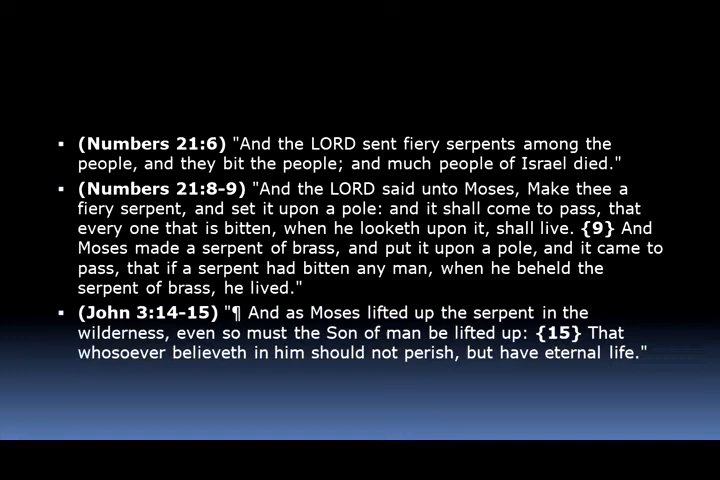 ▪ (Numbers 21:6) "And the LORD sent fiery serpents among the
people, and they bit the people; and much people of Israel died."
▪ (Numbers 21:8-9) "And the LORD said unto Moses, Make thee a
fiery serpent, and set it upon a pole: and it shall come to pass, that
every one that is bitten, when he looketh upon it, shall live. {9} And
Moses made a serpent of brass, and put it upon a pole, and it came to
pass, that if a serpent had bitten any man, when he beheld the
serpent of brass, he lived."
▪ (John 3:14-15) "¶ And as Moses lifted up the serpent in the
wilderness, even so must the Son of man be lifted up: {15} That
whosoever believeth in him should not perish, but have eternal life."